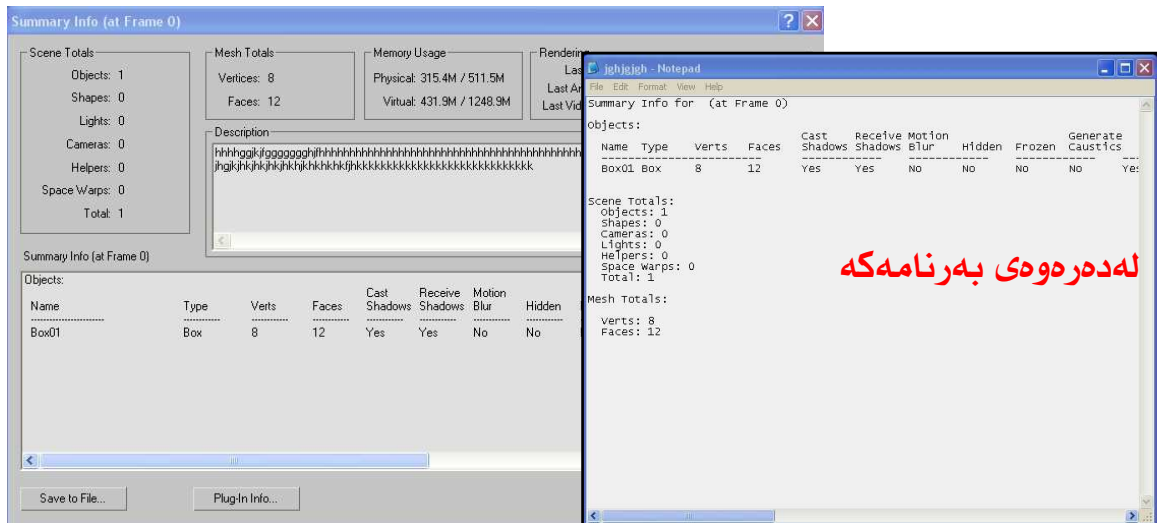 Summary Info (at Frame 0)
Scene Totals
Objects: 1
Shapes: 0
Lights: 0
Cameras: 0
Helpers: 0
Space Warps: 0
Total: 1
Mesh Totals
Vertices: 8
Faces: 12
Memory Usage
Physical: 315.4M / 511.5M
Virtual: 431.9M / 1248.9M
Rendering
Last Vid
Description
Summary Info (at Frame 0)
Objects:
Name Type Verts Faces Cast Shadows Receive Shadows Motion Blur Hidden
Box01 Box 8 12 Yes Yes No No
Save to File...
Plug-In Info...
jghjgjgh - Notepad
File Edit Format View Help
Summary Info for (at Frame 0)
Objects:
Cast Receive Motion Generate
Name Type Verts Faces Shadows Shadows Blur Hidden Frozen Caustics
Box01 Box 8 12 Yes Yes No No No No Yes
Scene Totals:
Objects: 1
Shapes: 0
Cameras: 0
Lights: 0
Helpers: 0
Space Warps: 0
Total: 1
Mesh Totals:
Verts: 8
Faces: 12
لەدەرەوەی بەرنامەکە